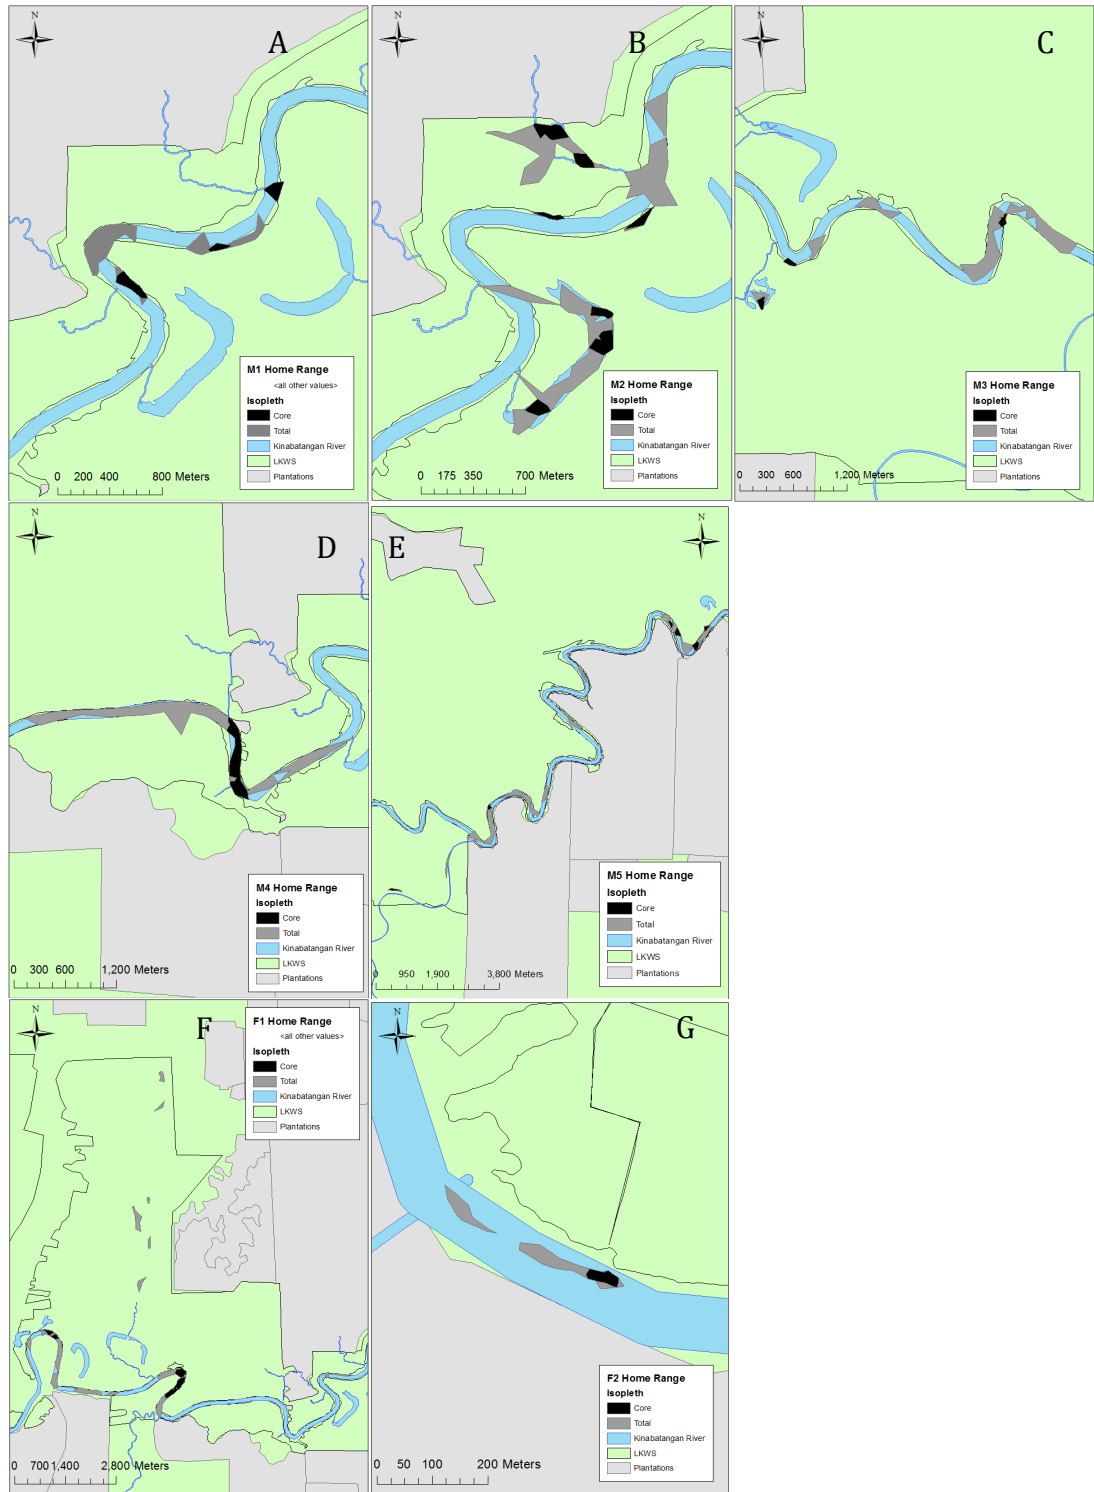 N
A
M1 Home Range
<all other values>
Isopleth
Core
Total
Kinabatangan River
LKWS
Plantations
0 200 400 800 Meters
N
B
M2 Home Range
Isopleth
Core
Total
Kinabatangan River
LKWS
Plantations
0 175 350 700 Meters
N
C
M3 Home Range
Isopleth
Core
Total
Kinabatangan River
LKWS
Plantations
0 300 600 1,200 Meters
N
D
M4 Home Range
Isopleth
Core
Total
Kinabatangan River
LKWS
Plantations
0 300 600 1,200 Meters
N
E
M5 Home Range
Isopleth
Core
Total
Kinabatangan River
LKWS
Plantations
0 950 1,900 3,800 Meters
N
F
F1 Home Range
<all other values>
Isopleth
Core
Total
Kinabatangan River
LKWS
Plantations
0 700 1,400 2,800 Meters
N
G
F2 Home Range
Isopleth
Core
Total
Kinabatangan River
LKWS
Plantations
0 50 100 200 Meters